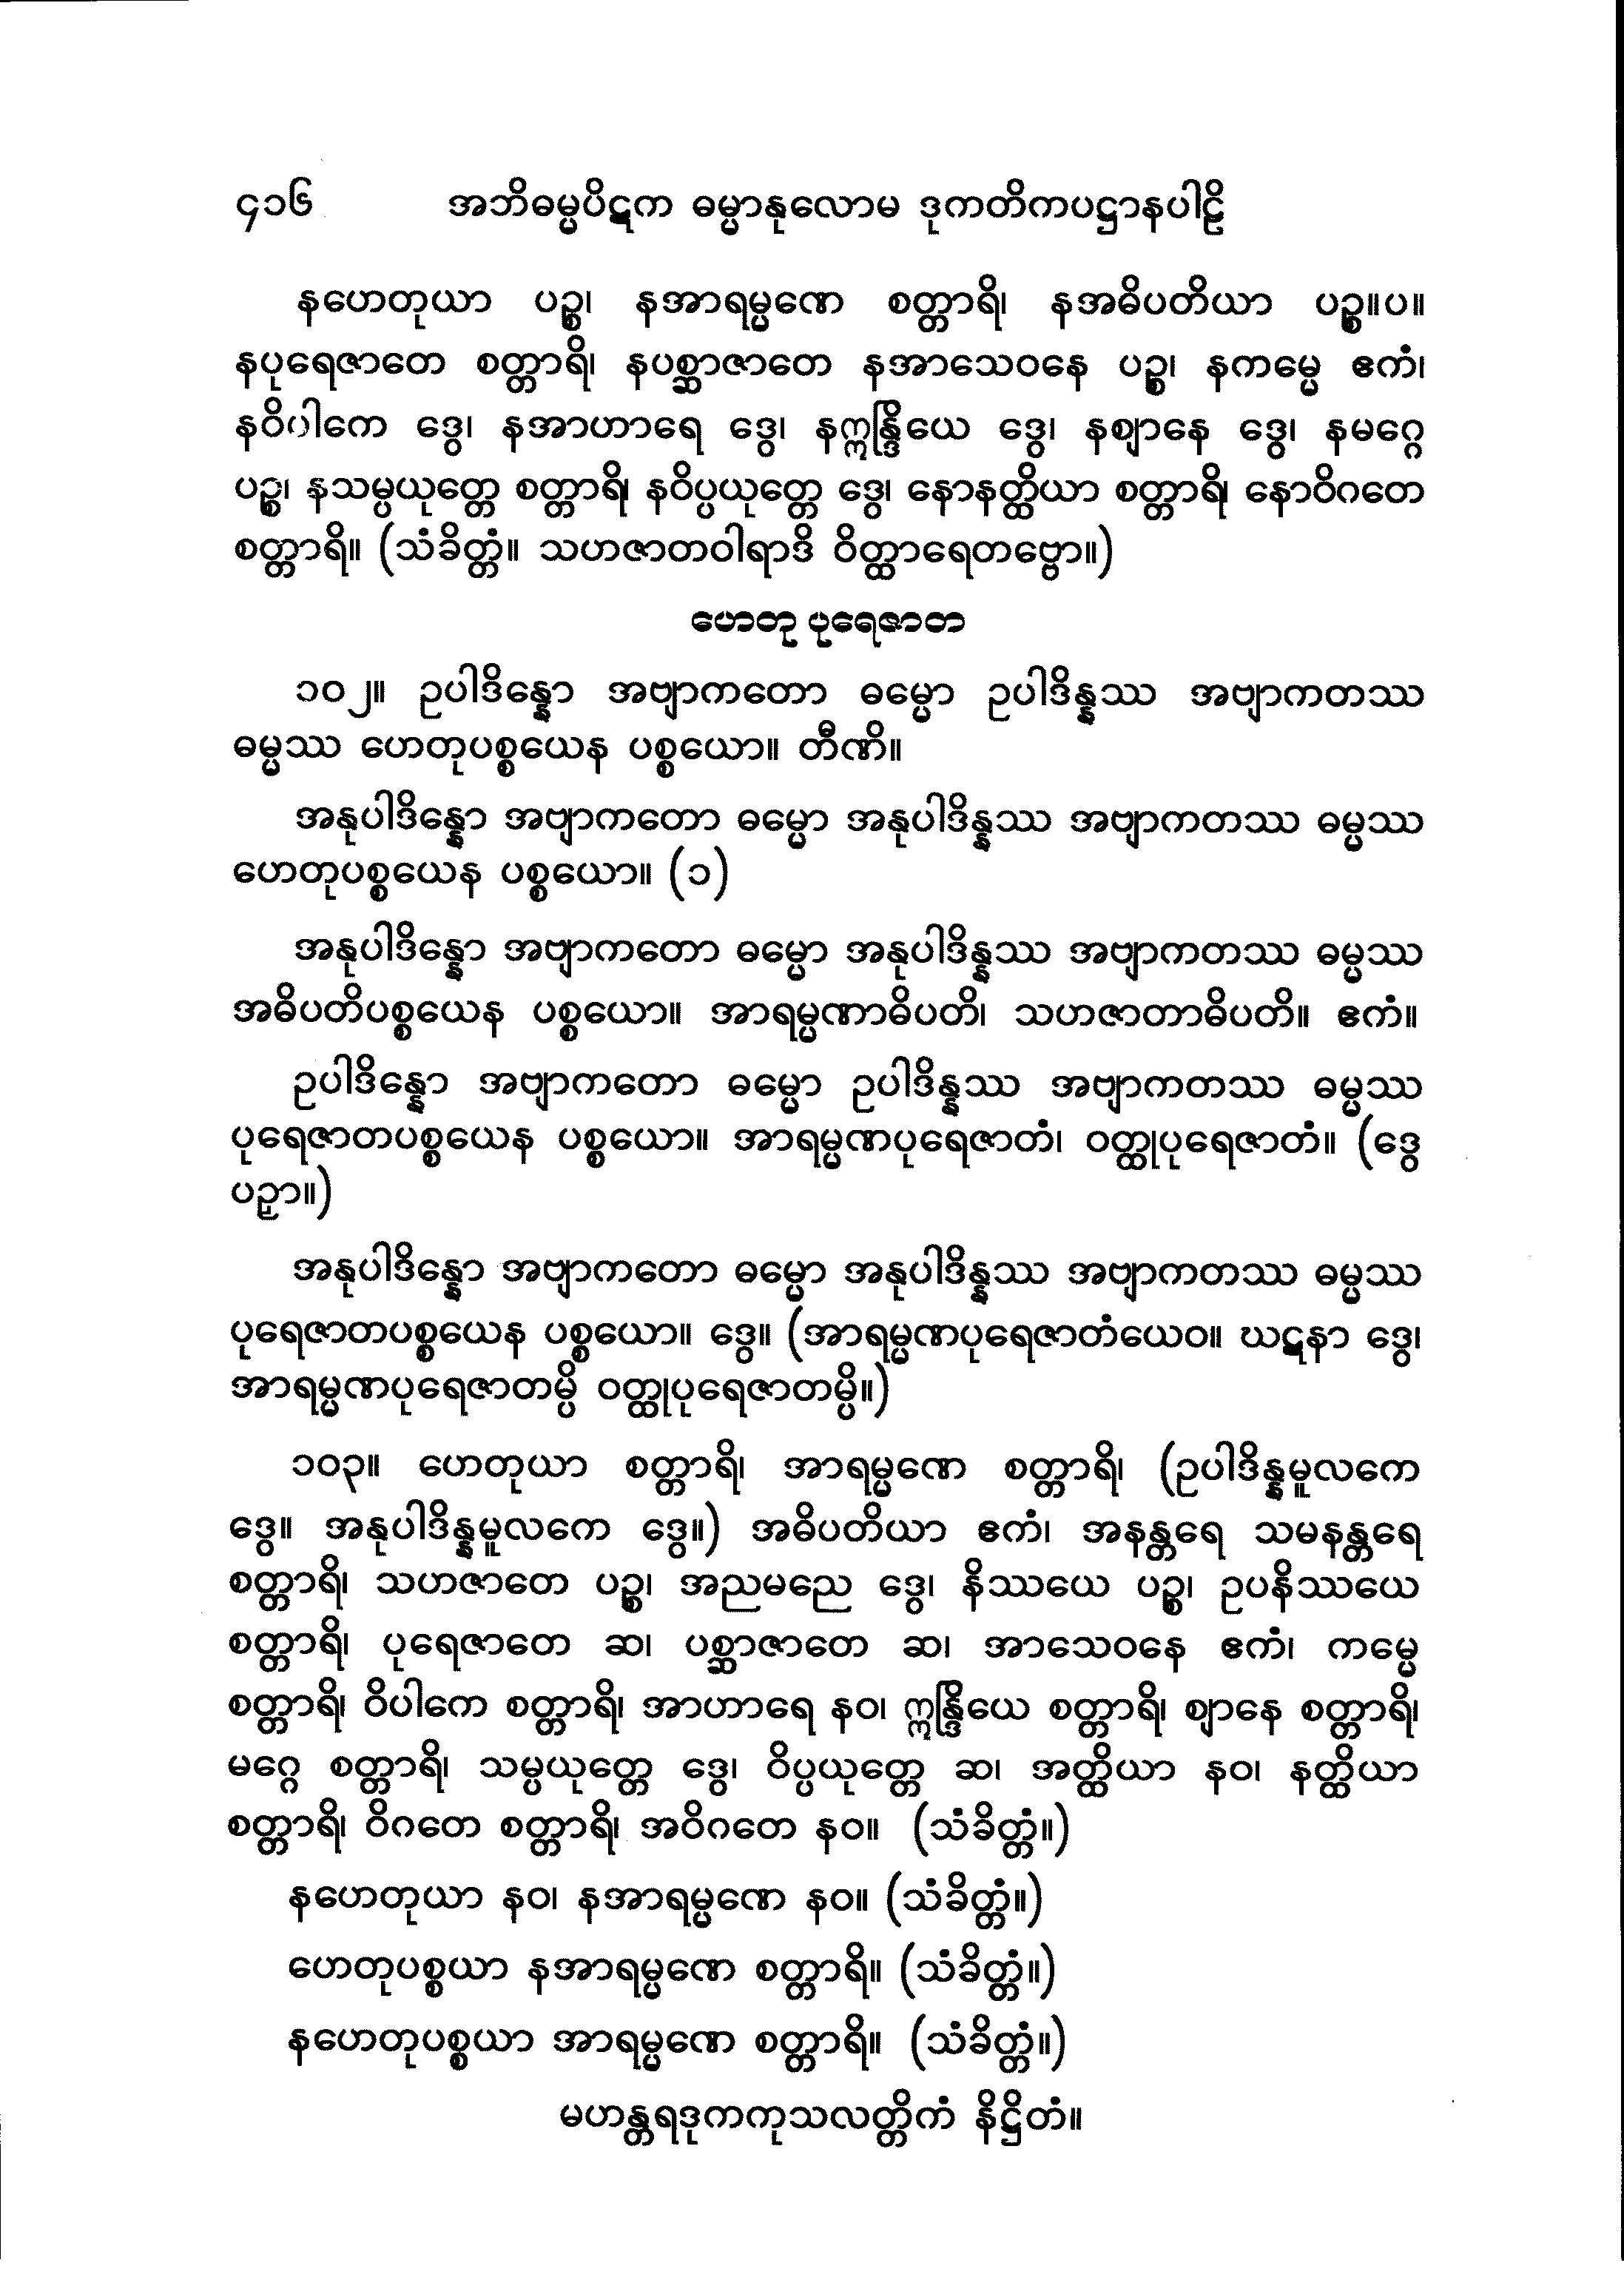 ၄၁၆ အဘိဓမ္မပိဋက ဓမ္မာနုလောမ ဒုကတိကပဋ္ဌာနပါဠိ
နဟေတုယာ ပဉ္စ၊ နအာရမ္မဏေ စတ္တာရိ၊ နအဓိပတိယာ ပဉ္စ။ပ။
နပုရေဇာတေ စတ္တာရိ၊ နပစ္ဆာဇာတေ နအာသေဝနေ ပဉ္စ၊ နကမ္မေ ဧကံ၊
နဝိပါကေ ဒွေ၊ နအာဟာရေ ဒွေ၊ နဣန္ဒြိယေ ဒွေ၊ နဈာနေ ဒွေ၊ နမဂ္ဂေ
ပဉ္စ၊ နသမ္ပယုတ္တေ စတ္တာရိ၊ နဝိပ္ပယုတ္တေ ဒွေ၊ နောနတ္ထိယာ စတ္တာရိ၊ နောဝိဂတေ
စတ္တာရိ။ (သံခိတ္တံ။ သဟဇာတဝါရာဒိ ဝိတ္ထာရေတဗ္ဗော။)
ဟေတု ပုရေဇာတ
၁၀၂။ ဥပါဒိန္နော အဗျာကတော ဓမ္မော ဥပါဒိန္နဿ အဗျာကတဿ
ဓမ္မဿ ဟေတုပစ္စယေန ပစ္စယော။ တီဏိ။
အနုပါဒိန္နော အဗျာကတော ဓမ္မော အနုပါဒိန္နဿ အဗျာကတဿ ဓမ္မဿ
ဟေတုပစ္စယေန ပစ္စယော။ (၁)
အနုပါဒိန္နော အဗျာကတော ဓမ္မော အနုပါဒိန္နဿ အဗျာကတဿ ဓမ္မဿ
အဓိပတိပစ္စယေန ပစ္စယော။ အာရမ္မဏာဓိပတိ၊ သဟဇာတာဓိပတိ။ ဧကံ။
ဥပါဒိန္နော အဗျာကတော ဓမ္မော ဥပါဒိန္နဿ အဗျာကတဿ ဓမ္မဿ
ပုရေဇာတပစ္စယေန ပစ္စယော။ အာရမ္မဏပုရေဇာတံ၊ ဝတ္ထုပုရေဇာတံ။ (ဒွေ
ပဉှာ။)
အနုပါဒိန္နော အဗျာကတော ဓမ္မော အနုပါဒိန္နဿ အဗျာကတဿ ဓမ္မဿ
ပုရေဇာတပစ္စယေန ပစ္စယော။ ဒွေ။ (အာရမ္မဏပုရေဇာတံယေဝ။ ဃဋနာ ဒွေ၊
အာရမ္မဏပုရေဇာတမ္ပိ ဝတ္ထုပုရေဇာတမ္ပိ။)
၁၀၃။ ဟေတုယာ စတ္တာရိ၊ အာရမ္မဏေ စတ္တာရိ၊ (ဥပါဒိန္နမူလကေ
ဒွေ။ အနုပါဒိန္နမူလကေ ဒွေ။) အဓိပတိယာ ဧကံ၊ အနန္တရေ သမနန္တရေ
စတ္တာရိ၊ သဟဇာတေ ပဉ္စ၊ အညမညေ ဒွေ၊ နိဿယေ ပဉ္စ၊ ဥပနိဿယေ
စတ္တာရိ၊ ပုရေဇာတေ ဆ၊ ပစ္ဆာဇာတေ ဆ၊ အာသေဝနေ ဧကံ၊ ကမ္မေ
စတ္တာရိ၊ ဝိပါကေ စတ္တာရိ၊ အာဟာရေ နဝ၊ ဣန္ဒြိယေ စတ္တာရိ၊ ဈာနေ စတ္တာရိ၊
မဂ္ဂေ စတ္တာရိ၊ သမ္ပယုတ္တေ ဒွေ၊ ဝိပ္ပယုတ္တေ ဆ၊ အတ္ထိယာ နဝ၊ နတ္ထိယာ
စတ္တာရိ၊ ဝိဂတေ စတ္တာရိ၊ အဝိဂတေ နဝ။ (သံခိတ္တံ။)
နဟေတုယာ နဝ၊ နအာရမ္မဏေ နဝ။ (သံခိတ္တံ။)
ဟေတုပစ္စယာ နအာရမ္မဏေ စတ္တာရိ။ (သံခိတ္တံ။)
နဟေတုပစ္စယာ အာရမ္မဏေ စတ္တာရိ။ (သံခိတ္တံ။)
မဟန္တရဒုကကုသလတ္တိကံ နိဋ္ဌိတံ။